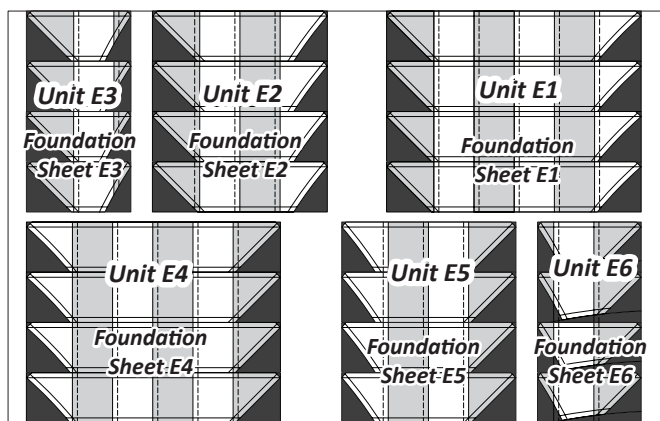 Unit E3
Foundation
Sheet E3
Unit E2
Foundation
Sheet E2
Unit E1
Foundation
Sheet E1
Unit E4
Foundation
Sheet E4
Unit E5
Foundation
Sheet E5
Unit E6
Foundation
Sheet E6